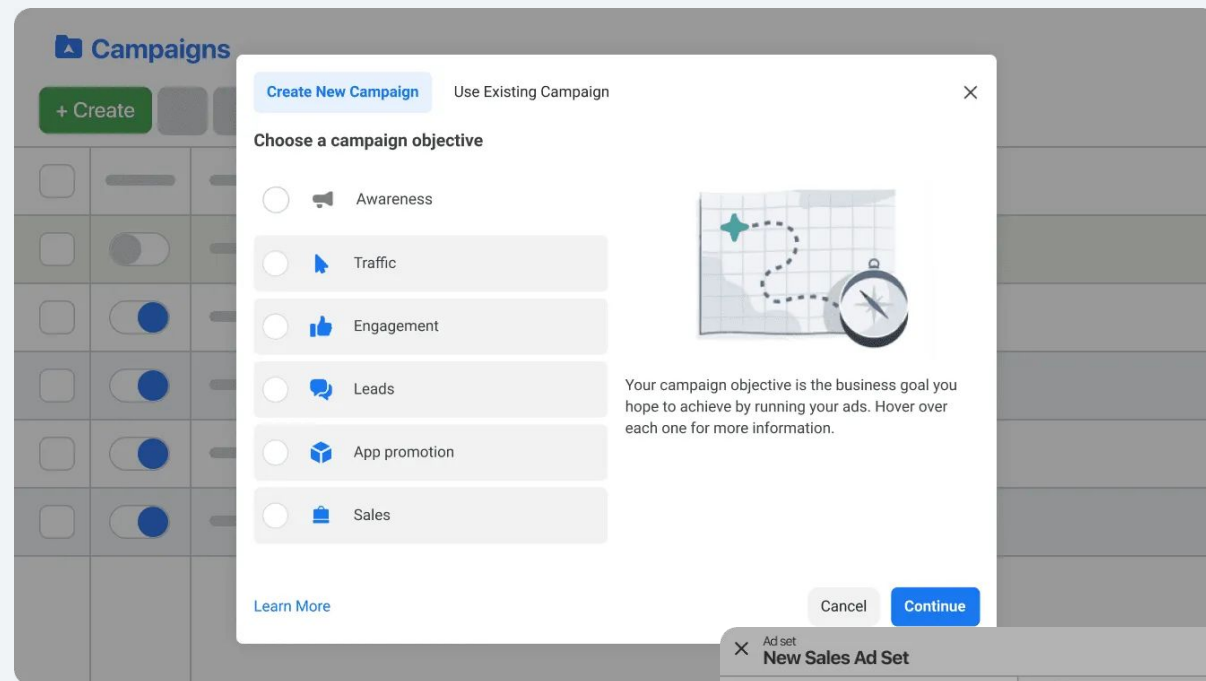 Campaigns
+ Create
Create New Campaign
Use Existing Campaign
Choose a campaign objective
Awareness
Traffic
Engagement
Leads
App promotion
Sales
Your campaign objective is the business goal you
hope to achieve by running your ads. Hover over
each one for more information.
Learn More
Cancel
Continue
Ad set
New Sales Ad Set